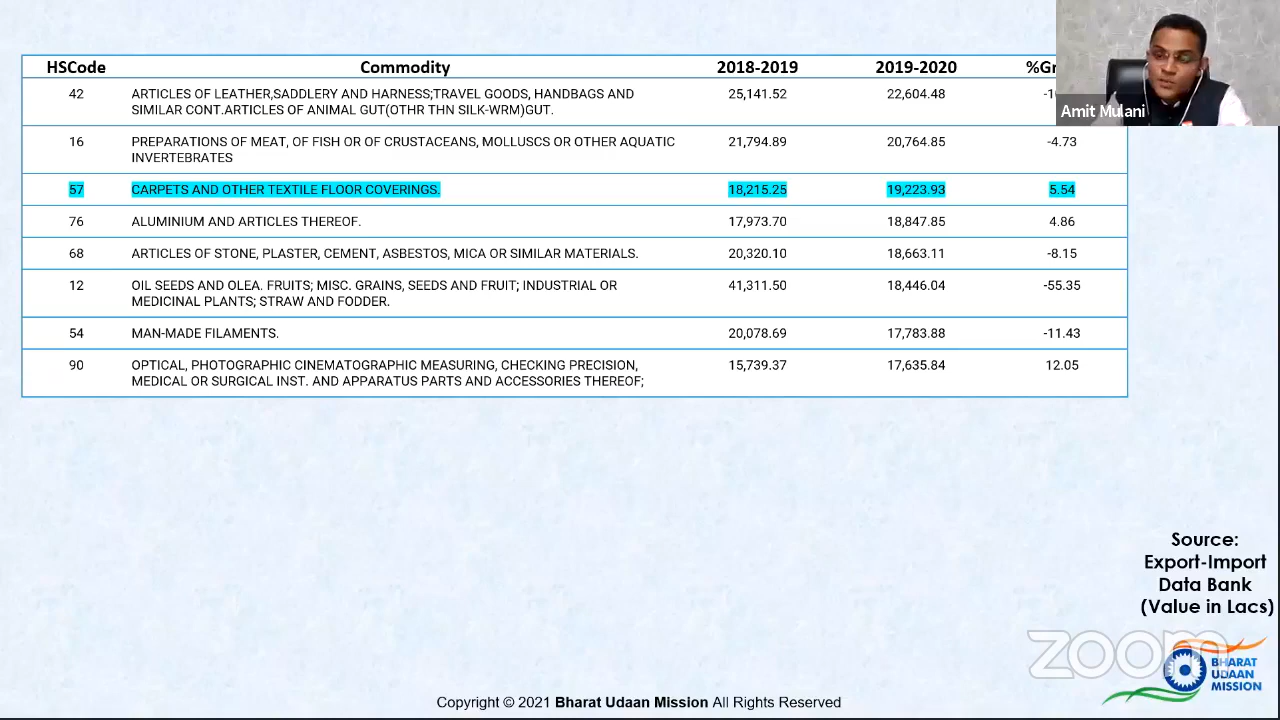 HSCode Commodity 2018-2019 2019-2020
42 ARTICLES OF LEATHER,SADDLERY AND HARNESS;TRAVEL GOODS, HANDBAGS AND 25,141.52 22,604.48
SIMILAR CONT.ARTICLES OF ANIMAL GUT(OTHR THN SILK-WRM)GUT.
Amit Mulani
16 PREPARATIONS OF MEAT, OF FISH OR OF CRUSTACEANS, MOLLUSCS OR OTHER AQUATIC 21,794.89 20,764.85 -4.73
INVERTEBRATES
57 CARPETS AND OTHER TEXTILE FLOOR COVERINGS. 18,215.25 19,223.93 5.54
76 ALUMINIUM AND ARTICLES THEREOF. 17,973.70 18,847.85 4.86
68 ARTICLES OF STONE, PLASTER, CEMENT, ASBESTOS, MICA OR SIMILAR MATERIALS. 20,320.10 18,663.11 -8.15
12 OIL SEEDS AND OLEA. FRUITS; MISC. GRAINS, SEEDS AND FRUIT; INDUSTRIAL OR 41,311.50 18,446.04 -55.35
MEDICINAL PLANTS; STRAW AND FODDER.
54 MAN-MADE FILAMENTS. 20,078.69 17,783.88 -11.43
90 OPTICAL, PHOTOGRAPHIC CINEMATOGRAPHIC MEASURING, CHECKING PRECISION, 15,739.37 17,635.84 12.05
MEDICAL OR SURGICAL INST. AND APPARATUS PARTS AND ACCESSORIES THEREOF;
Source:
Export-Import
Data Bank
(Value in Lacs)
zoom
BHARAT
UDAAN
MISSION
Copyright © 2021 Bharat Udaan Mission All Rights Reserved